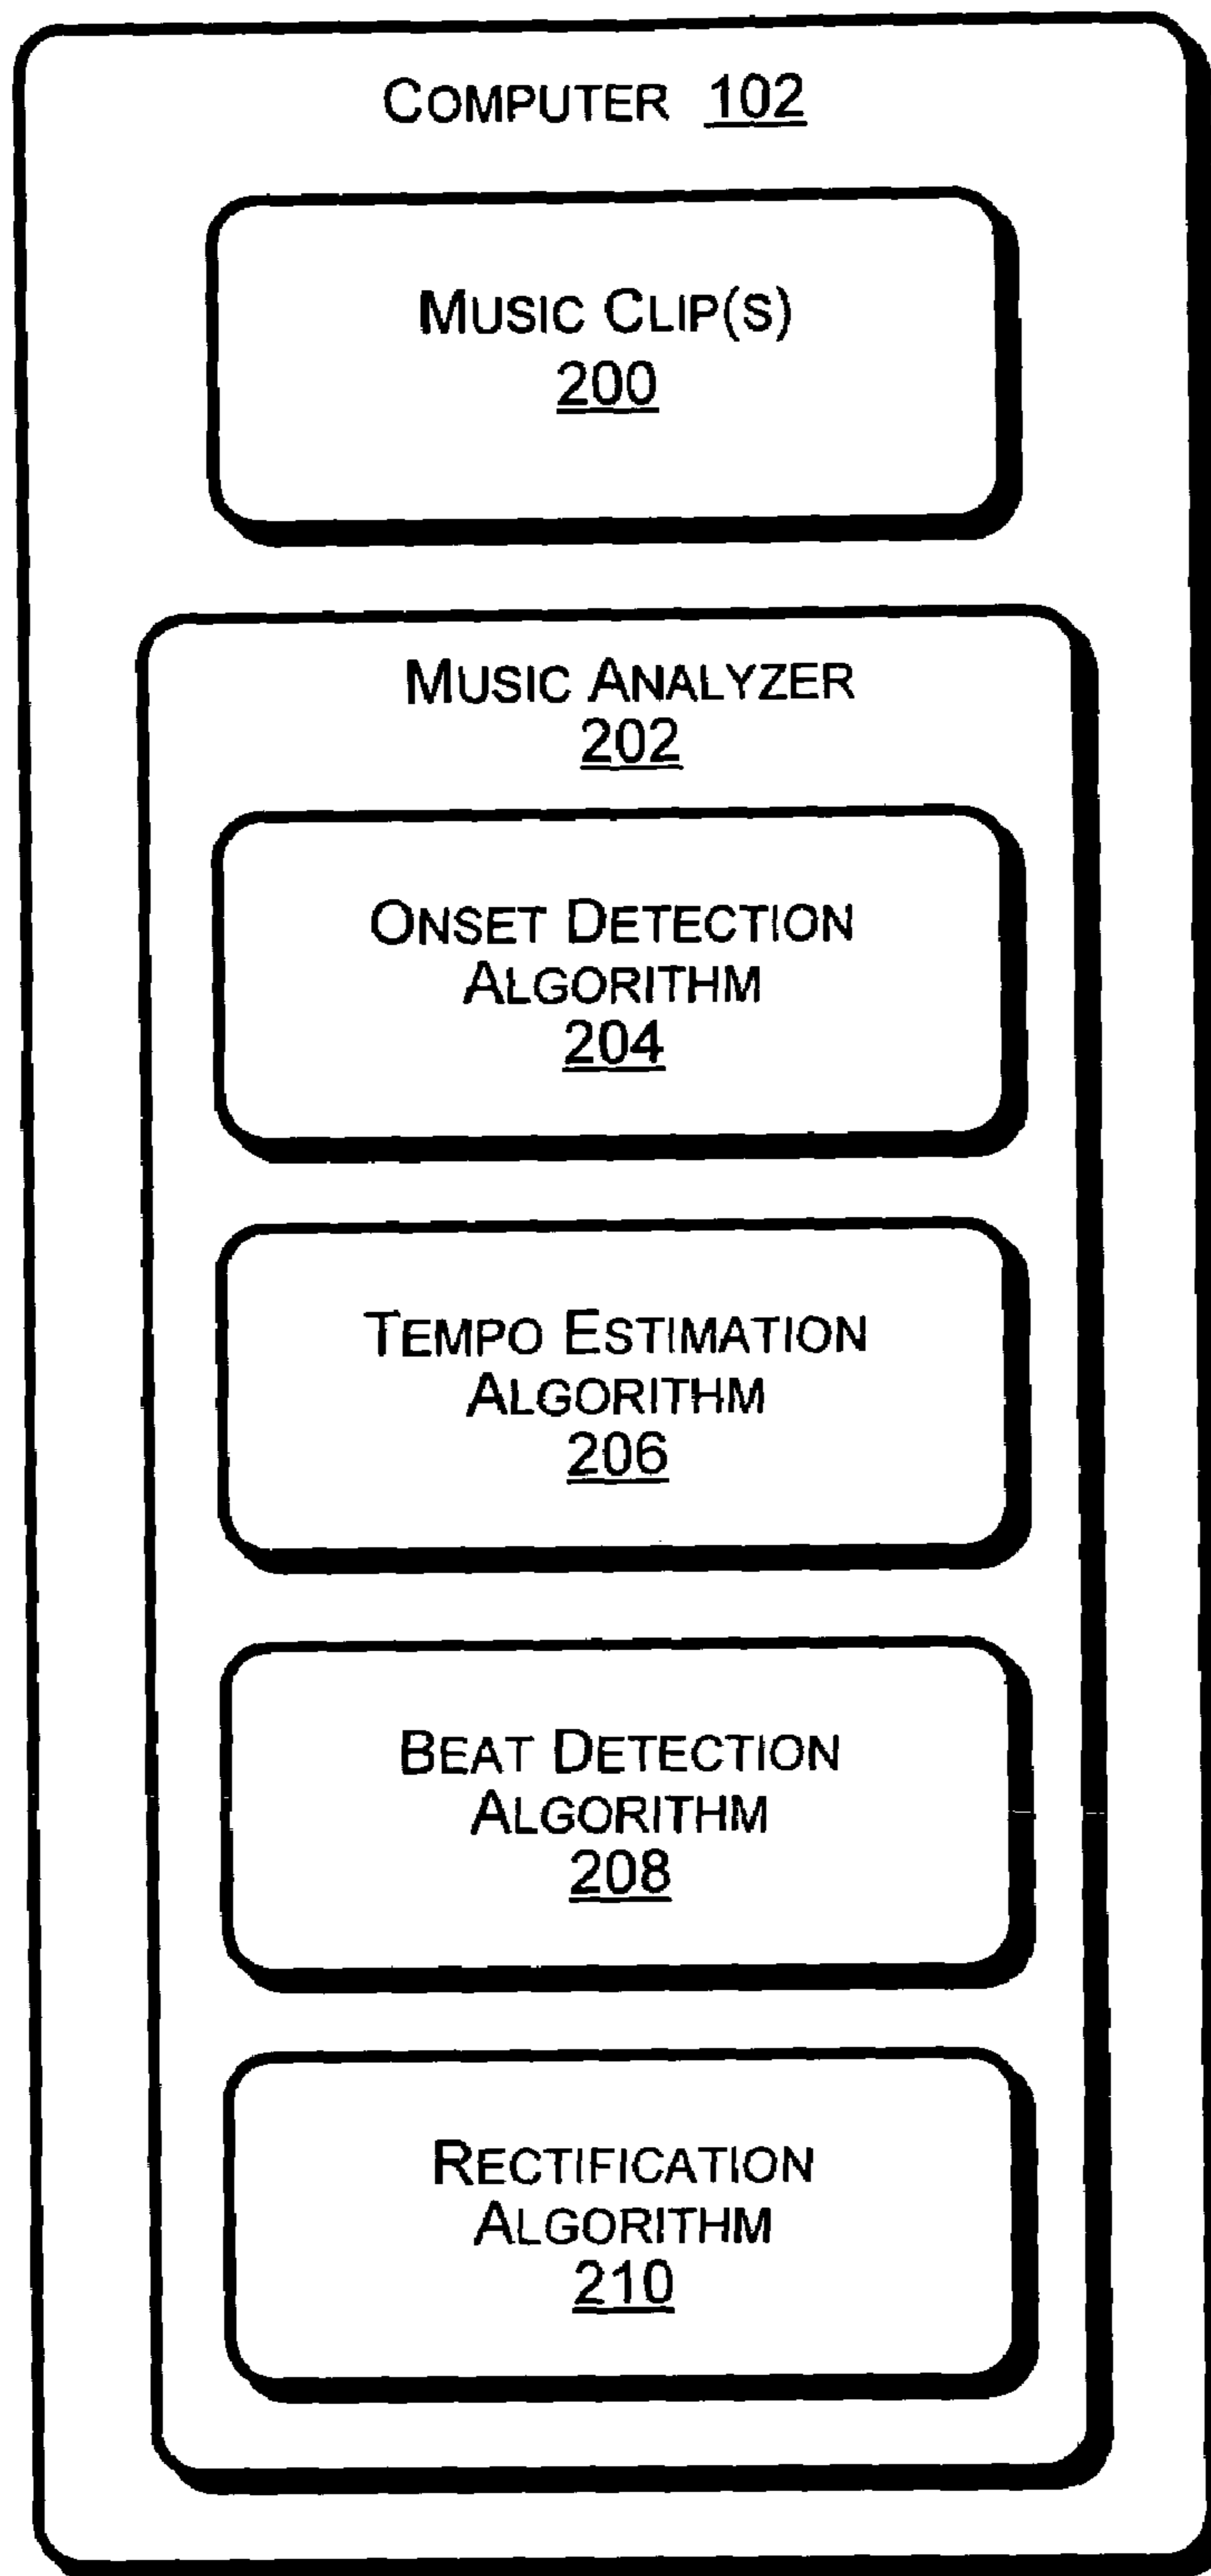 COMPUTER 102
MUSIC CLIP(S)
200
MUSIC ANALYZER
202
ONSET DETECTION
ALGORITHM
204
TEMPO ESTIMATION
ALGORITHM
206
BEAT DETECTION
ALGORITHM
208
RECTIFICATION
ALGORITHM
210